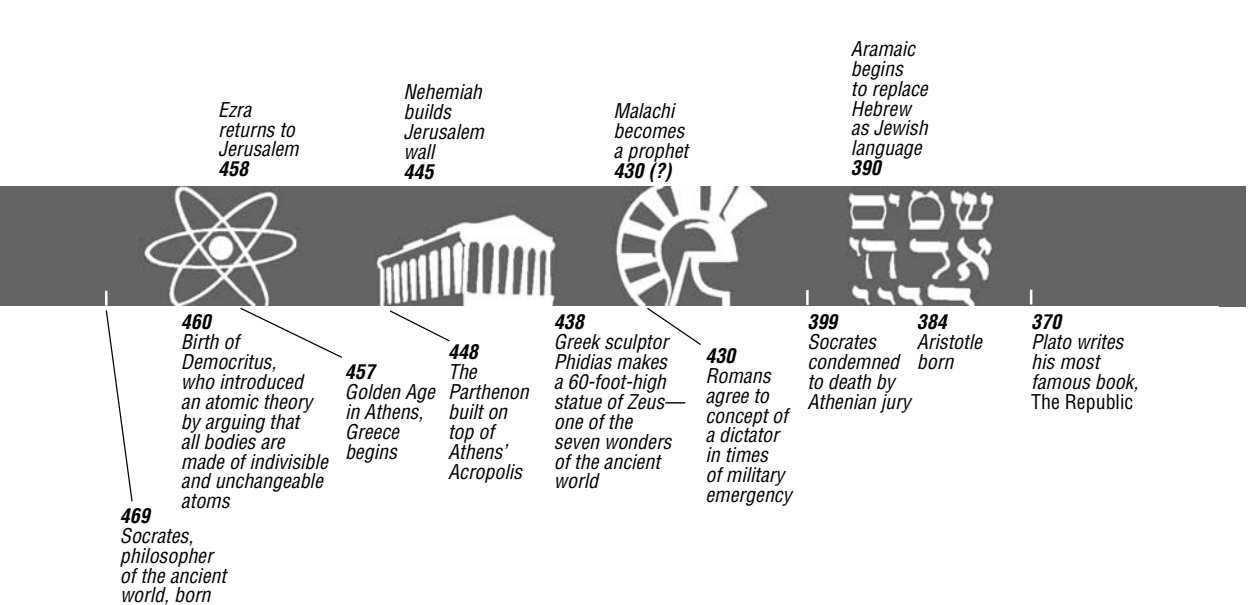 Ezra
returns to
Jerusalem
458
Nehemiah
builds
Jerusalem
wall
445
Malachi
becomes
a prophet
430 (?)
Aramaic
begins
to replace
Hebrew
as Jewish
language
390
שמים
אלהי
469
Socrates,
philosopher
of the ancient
world, born
460
Birth of
Democritus,
who introduced
an atomic theory
by arguing that
all bodies are
made of indivisible
and unchangeable
atoms
457
Golden Age
in Athens,
Greece
begins
448
The
Parthenon
built on
top of
Athens’
Acropolis
438
Greek sculptor
Phidias makes
a 60-foot-high
statue of Zeus—
one of the
seven wonders
of the ancient
world
430
Romans
agree to
concept of
a dictator
in times
of military
emergency
399
Socrates
condemned
to death by
Athenian jury
384
Aristotle
born
370
Plato writes
his most
famous book,
The Republic